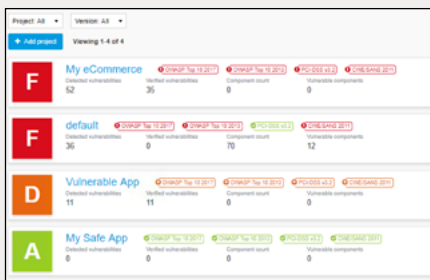 Project: All Version: All
+ Add project Viewing 1-4 of 4
F
My eCommerce OWASP Top 10 2017 OWASP Top 10 2013 PCI-DSS v3.2 CWE/SANS 2011
Detected vulnerabilities Verified vulnerabilities Component count Vulnerable components
52 35 0 0
F
default OWASP Top 10 2017 OWASP Top 10 2013 PCI-DSS v3.2 CWE/SANS 2011
Detected vulnerabilities Verified vulnerabilities Component count Vulnerable components
36 0 70 12
D
Vulnerable App OWASP Top 10 2017 OWASP Top 10 2013 PCI-DSS v3.2 CWE/SANS 2011
Detected vulnerabilities Verified vulnerabilities Component count Vulnerable components
11 11 0 0
A
My Safe App OWASP Top 10 2017 OWASP Top 10 2013 PCI-DSS v3.2 CWE/SANS 2011
Detected vulnerabilities Verified vulnerabilities Component count Vulnerable components
0 0 0 0